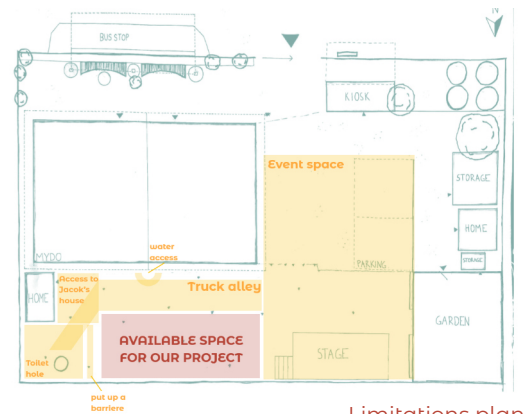 N
BUS STOP
KIOSK
Event space
STORAGE
HOME
STORAGE
water
access
MYDC
PARKING
Access to
Jacok's
house
Truck alley
HOME
GARDEN
AVAILABLE SPACE
FOR OUR PROJECT
STAGE
Toilet
hole
put up a
barriere
Limitations plan